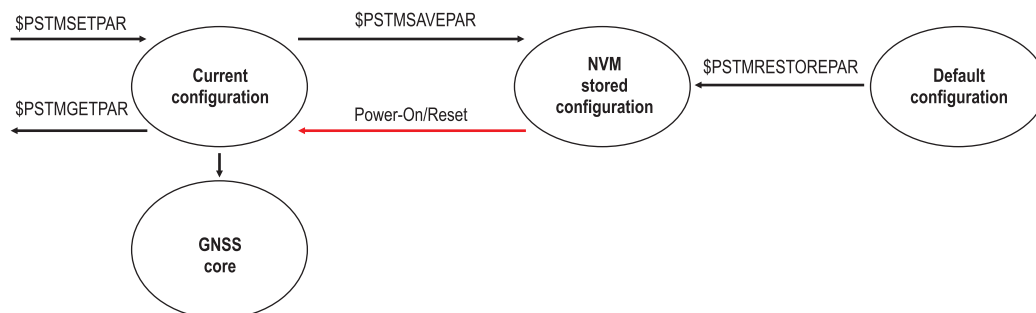 $PSTMSETPAR
$PSTMSAVEPAR
Current
configuration
NVM
stored
configuration
$PSTMRESTOREPAR
Default
configuration
$PSTMGETPAR
Power-On/Reset
GNSS
core